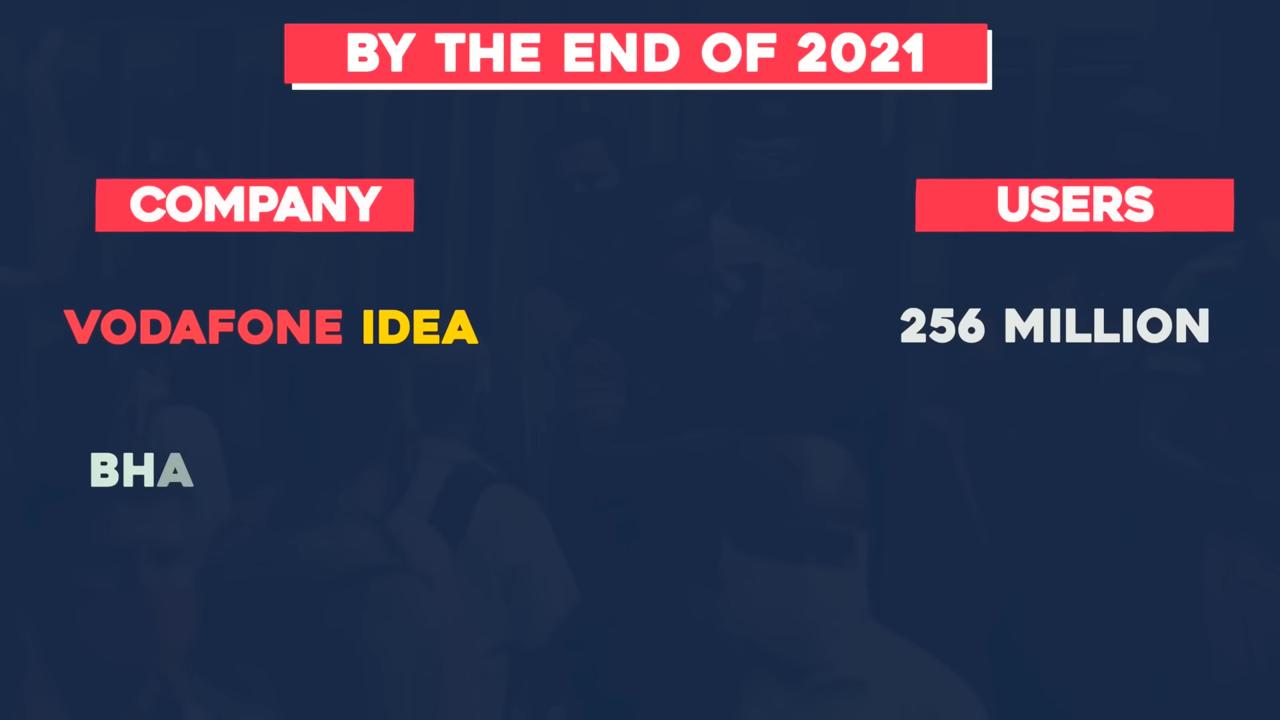 BY THE END OF 2021
COMPANY USERS
VODAFONE IDEA 256 MILLION
BHA